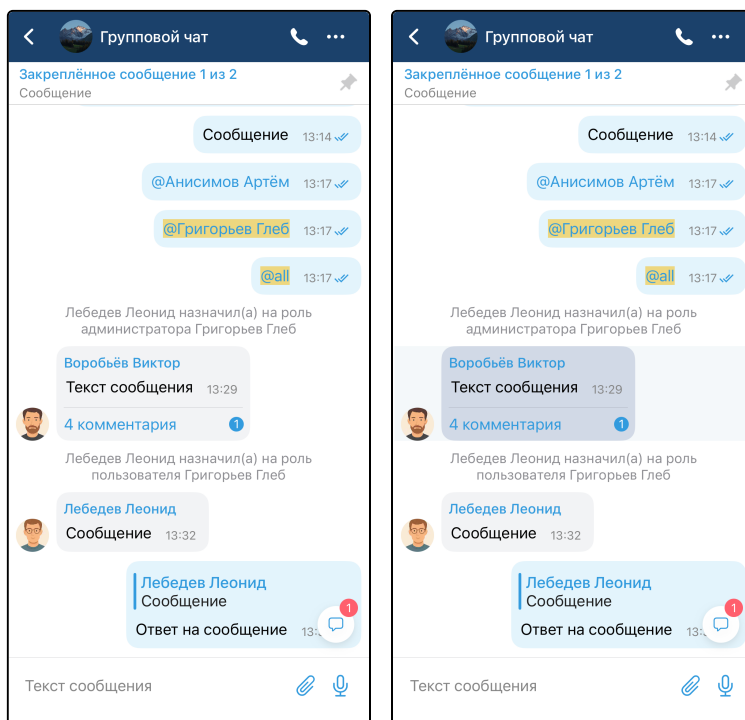 Групповой чат
Закреплённое сообщение 1 из 2
Сообщение
Сообщение 13:14
@Анисимов Артём 13:17
@Григорьев Глеб 13:17
@all 13:17
Лебедев Леонид назначил(а) на роль
администратора Григорьев Глеб
Воробьёв Виктор
Текст сообщения 13:29
4 комментария 1
Лебедев Леонид назначил(а) на роль
пользователя Григорьев Глеб
Лебедев Леонид
Сообщение 13:32
Лебедев Леонид
Сообщение
1
Ответ на сообщение 13:
Текст сообщения
Групповой чат
Закреплённое сообщение 1 из 2
Сообщение
Сообщение 13:14
@Анисимов Артём 13:17
@Григорьев Глеб 13:17
@all 13:17
Лебедев Леонид назначил(а) на роль
администратора Григорьев Глеб
Воробьёв Виктор
Текст сообщения 13:29
4 комментария 1
Лебедев Леонид назначил(а) на роль
пользователя Григорьев Глеб
Лебедев Леонид
Сообщение 13:32
Лебедев Леонид
Сообщение
1
Ответ на сообщение 13:
Текст сообщения